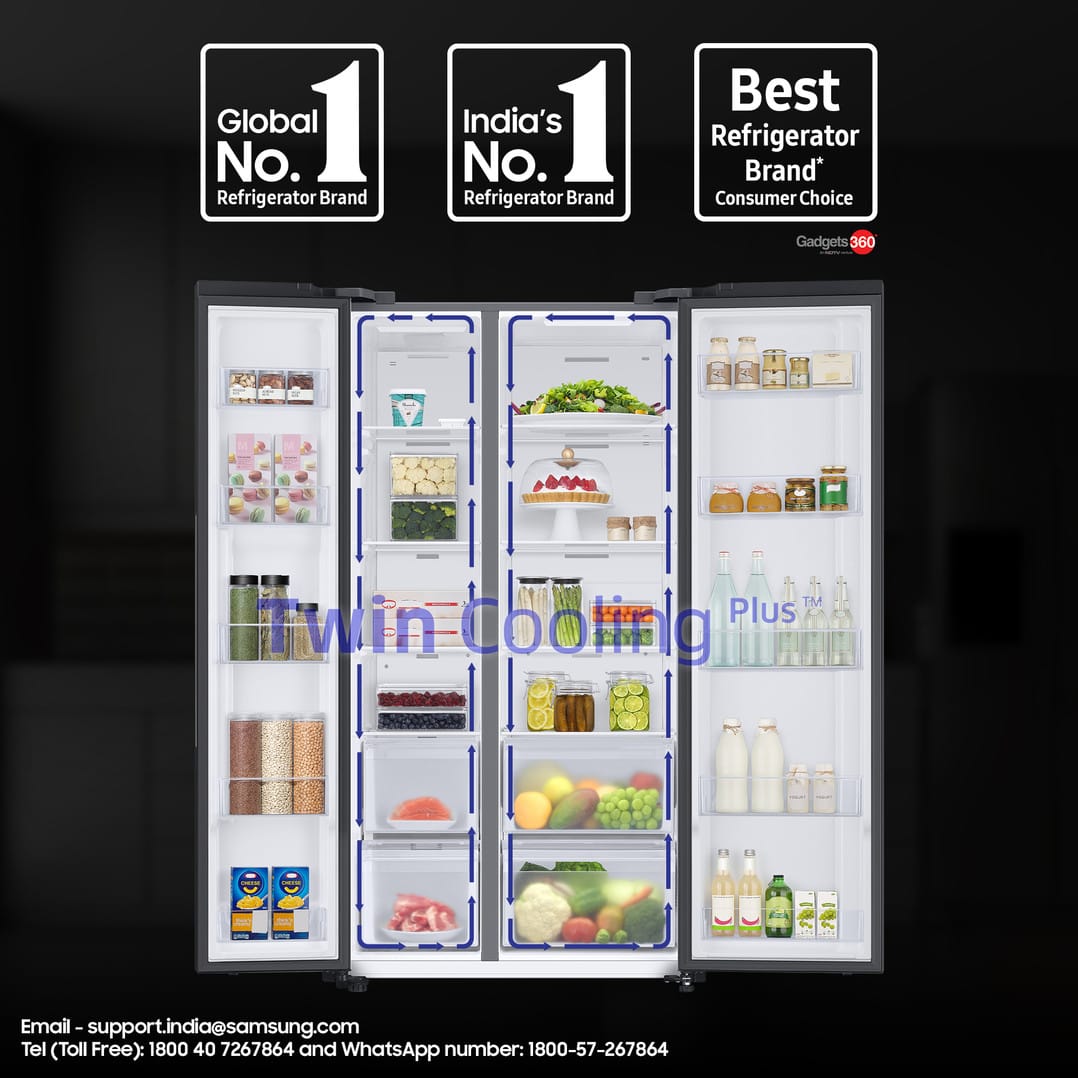 Global
No. 1
Refrigerator Brand
India's
No. 1
Refrigerator Brand
Best
Refrigerator
Brand*
Consumer Choice
Gadgets 360
Twin Cooling Plus™
CHEESE
CHEESE
YOGURT
YOGURT
Email - support.india@samsung.com
Tel (Toll Free): 1800 40 7267864 and WhatsApp number: 1800-57-267864